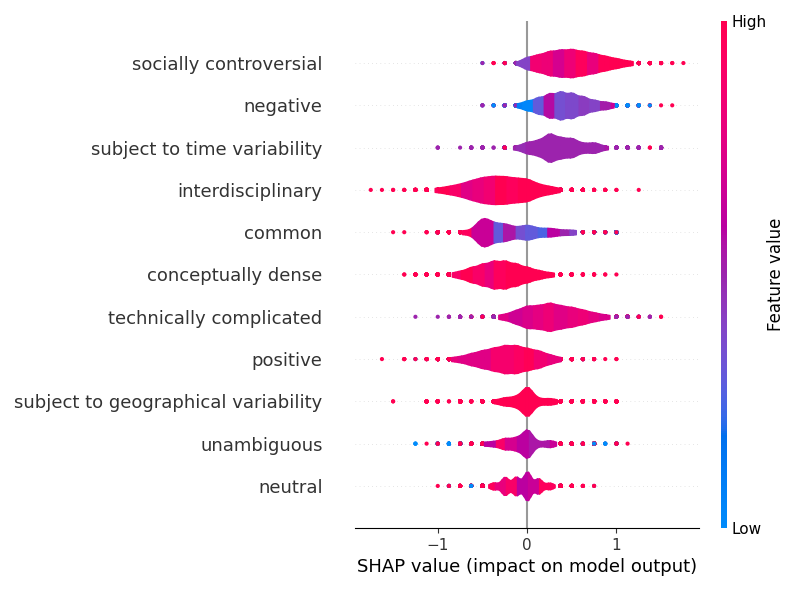 High
socially controversial
negative
subject to time variability
interdisciplinary
common
conceptually dense
technically complicated
positive
subject to geographical variability
unambiguous
neutral
Feature value
Low
−1 0 1
SHAP value (impact on model output)